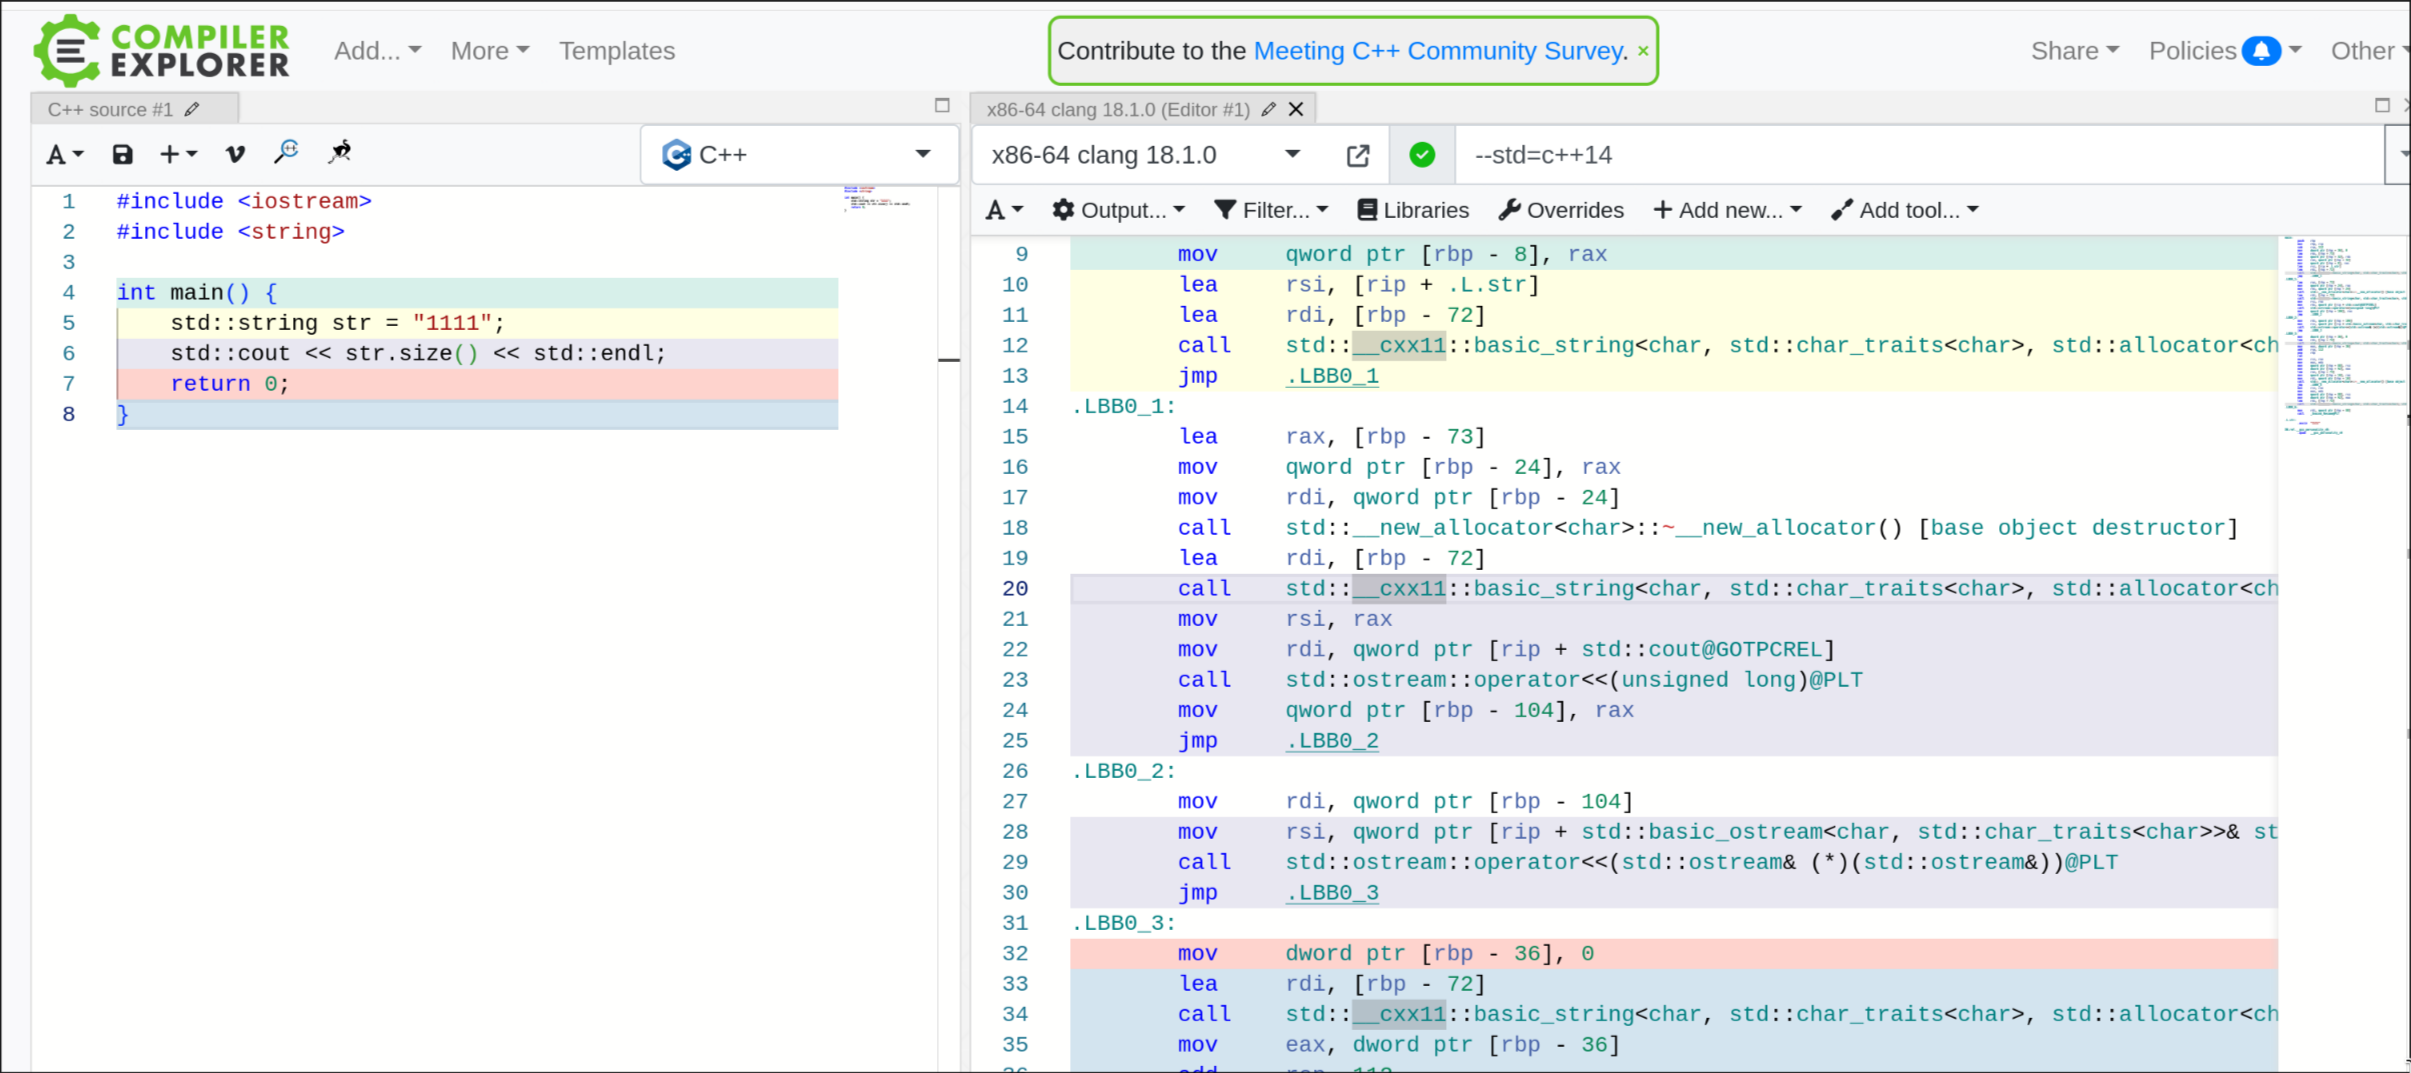 COMPILER EXPLORER Add... More Templates Contribute to the Meeting C++ Community Survey. × Share Policies Other
C++ source #1
A + C++
1 #include <iostream>
2 #include <string>
3
4 int main() {
5     std::string str = "1111";
6     std::cout << str.size() << std::endl;
7     return 0;
8 }
x86-64 clang 18.1.0 (Editor #1)
x86-64 clang 18.1.0 --std=c++14
A Output... Filter... Libraries Overrides + Add new... Add tool...
9         mov     qword ptr [rbp - 8], rax
10         lea     rsi, [rip + .L.str]
11         lea     rdi, [rbp - 72]
12         call    std::__cxx11::basic_string<char, std::char_traits<char>, std::allocator<ch
13         jmp     .LBB0_1
14 .LBB0_1:
15         lea     rax, [rbp - 73]
16         mov     qword ptr [rbp - 24], rax
17         mov     rdi, qword ptr [rbp - 24]
18         call    std::__new_allocator<char>::~__new_allocator() [base object destructor]
19         lea     rdi, [rbp - 72]
20         call    std::__cxx11::basic_string<char, std::char_traits<char>, std::allocator<ch
21         mov     rsi, rax
22         mov     rdi, qword ptr [rip + std::cout@GOTPCREL]
23         call    std::ostream::operator<<(unsigned long)@PLT
24         mov     qword ptr [rbp - 104], rax
25         jmp     .LBB0_2
26 .LBB0_2:
27         mov     rdi, qword ptr [rbp - 104]
28         mov     rsi, qword ptr [rip + std::basic_ostream<char, std::char_traits<char>>& st
29         call    std::ostream::operator<<(std::ostream& (*)(std::ostream&))@PLT
30         jmp     .LBB0_3
31 .LBB0_3:
32         mov     dword ptr [rbp - 36], 0
33         lea     rdi, [rbp - 72]
34         call    std::__cxx11::basic_string<char, std::char_traits<char>, std::allocator<ch
35         mov     eax, dword ptr [rbp - 36]